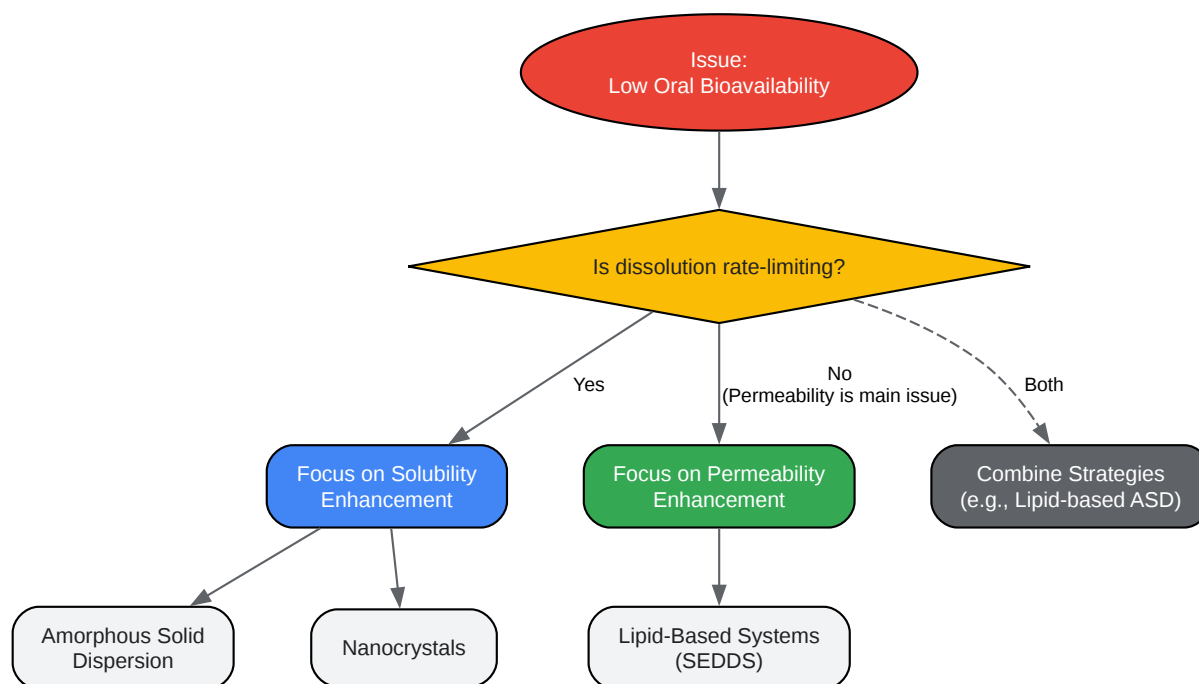 Issue:
Low Oral Bioavailability
Is dissolution rate-limiting?
Yes
No
(Permeability is main issue)
Both
Focus on Solubility
Enhancement
Focus on Permeability
Enhancement
Combine Strategies
(e.g., Lipid-based ASD)
Amorphous Solid
Dispersion
Nanocrystals
Lipid-Based Systems
(SEDDS)